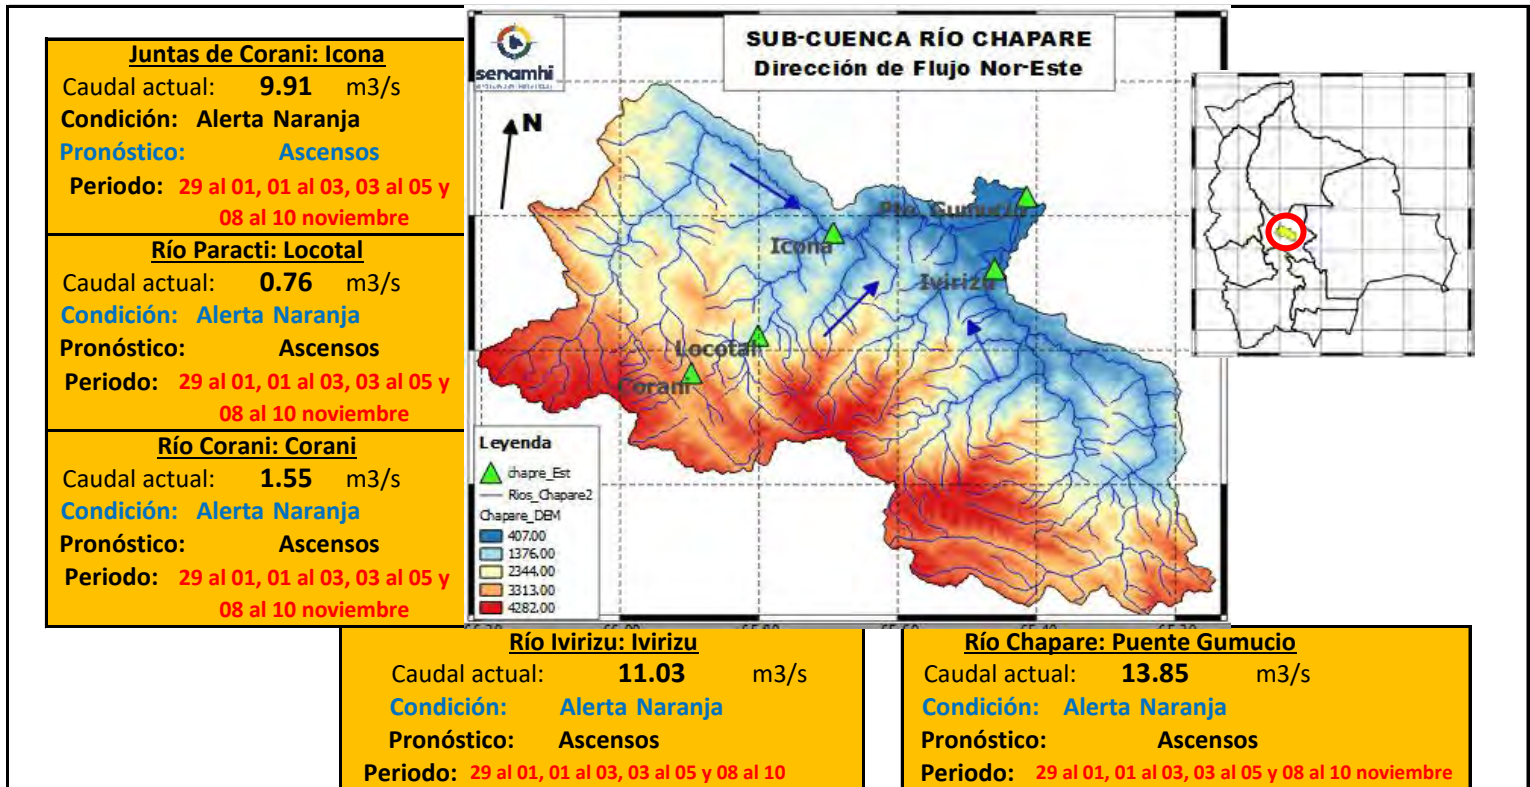 Juntas de Corani: Icona
Caudal actual: 9.91 m3/s
Condición: Alerta Naranja
Pronóstico: Ascensos
Periodo: 29 al 01, 01 al 03, 03 al 05 y
08 al 10 noviembre
Río Paracti: Locotal
Caudal actual: 0.76 m3/s
Condición: Alerta Naranja
Pronóstico: Ascensos
Periodo: 29 al 01, 01 al 03, 03 al 05 y
08 al 10 noviembre
Río Corani: Corani
Caudal actual: 1.55 m3/s
Condición: Alerta Naranja
Pronóstico: Ascensos
Periodo: 29 al 01, 01 al 03, 03 al 05 y
08 al 10 noviembre
senamhi
SUB-CUENCA RÍO CHAPARE
Dirección de Flujo Nor-Este
N
Pto. Gumucio
Icona
Ivirizu
Locotal
Corani
Leyenda
chapre_Est
Rios_Chapare2
Chapare_DEM
407.00
1376.00
2344.00
3313.00
4282.00
Río Ivirizu: Ivirizu
Caudal actual: 11.03 m3/s
Condición: Alerta Naranja
Pronóstico: Ascensos
Periodo: 29 al 01, 01 al 03, 03 al 05 y 08 al 10
Río Chapare: Puente Gumucio
Caudal actual: 13.85 m3/s
Condición: Alerta Naranja
Pronóstico: Ascensos
Periodo: 29 al 01, 01 al 03, 03 al 05 y 08 al 10 noviembre